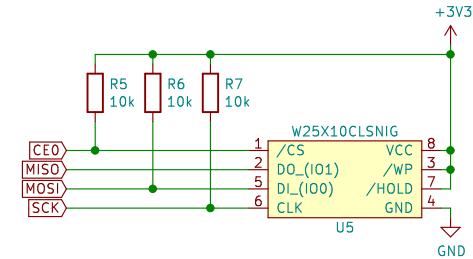 +3V3
R5 R6 R7
10k 10k 10k
W25X10CLSNIG
CE0 1 /CS VCC 8
MISO 2 DO_(IO1) /WP 3
MOSI 5 DI_(IO0) /HOLD 7
SCK 6 CLK GND 4
U5
GND